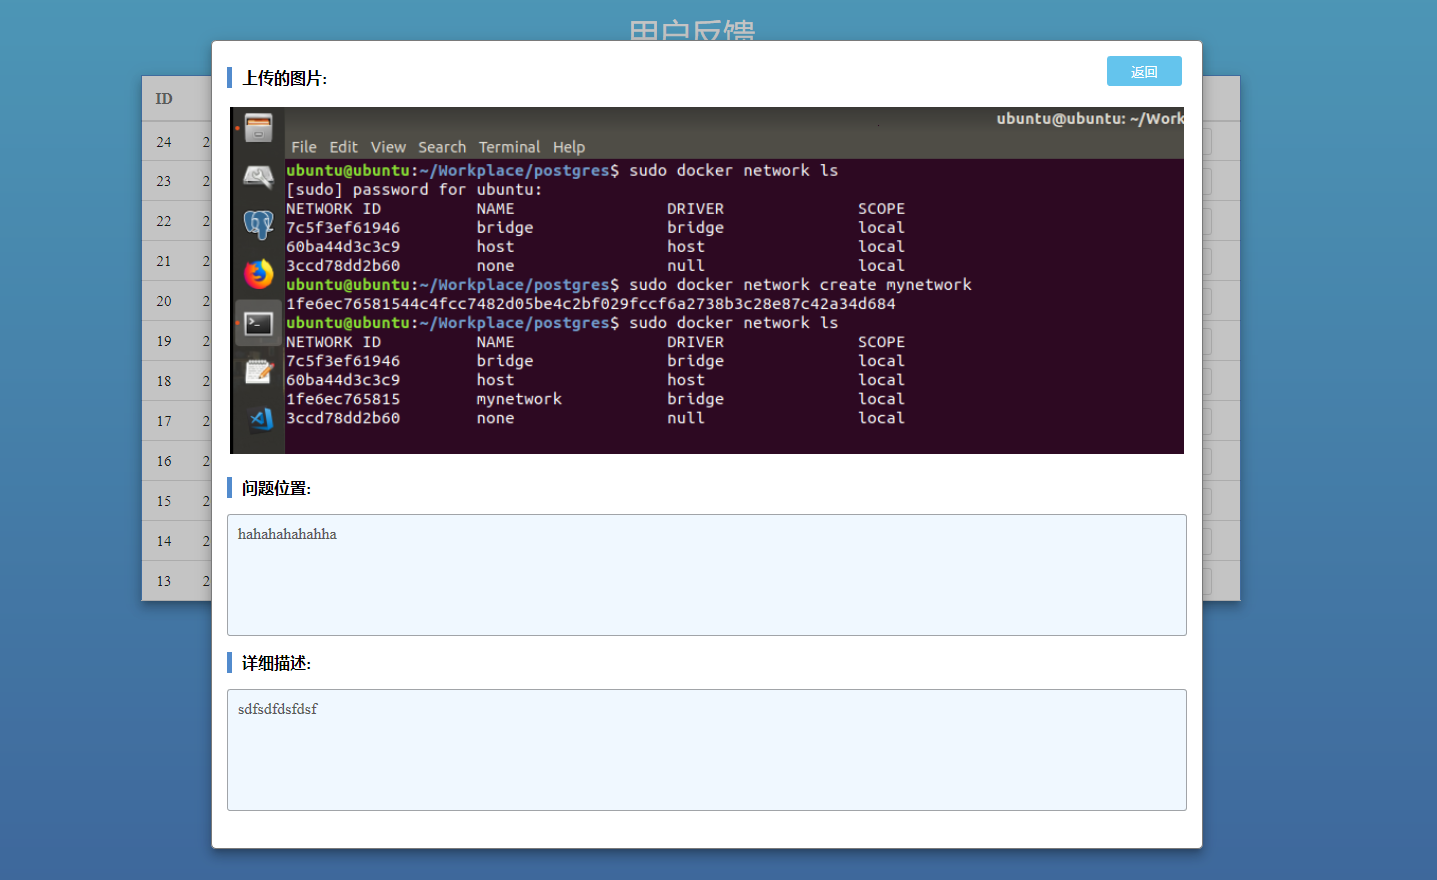 用户反馈
上传的图片:
返回
ID
24 2
23 2
22 2
21 2
20 2
19 2
18 2
17 2
16 2
15 2
14 2
13 2
ubuntu@ubuntu: ~/Work
File Edit View Search Terminal Help
ubuntu@ubuntu:~/Workplace/postgres$ sudo docker network ls
[sudo] password for ubuntu:
NETWORK ID NAME DRIVER SCOPE
7c5f3ef61946 bridge bridge local
60ba44d3c3c9 host host local
3ccd78dd2b60 none null local
ubuntu@ubuntu:~/Workplace/postgres$ sudo docker network create mynetwork
1fe6ec76581544c4fcc7482d05be4c2bf029fccf6a2738b3c28e87c42a34d684
ubuntu@ubuntu:~/Workplace/postgres$ sudo docker network ls
NETWORK ID NAME DRIVER SCOPE
7c5f3ef61946 bridge bridge local
60ba44d3c3c9 host host local
1fe6ec765815 mynetwork bridge local
3ccd78dd2b60 none null local
问题位置:
hahahahahahha
详细描述:
sdfsdfdsfdsf